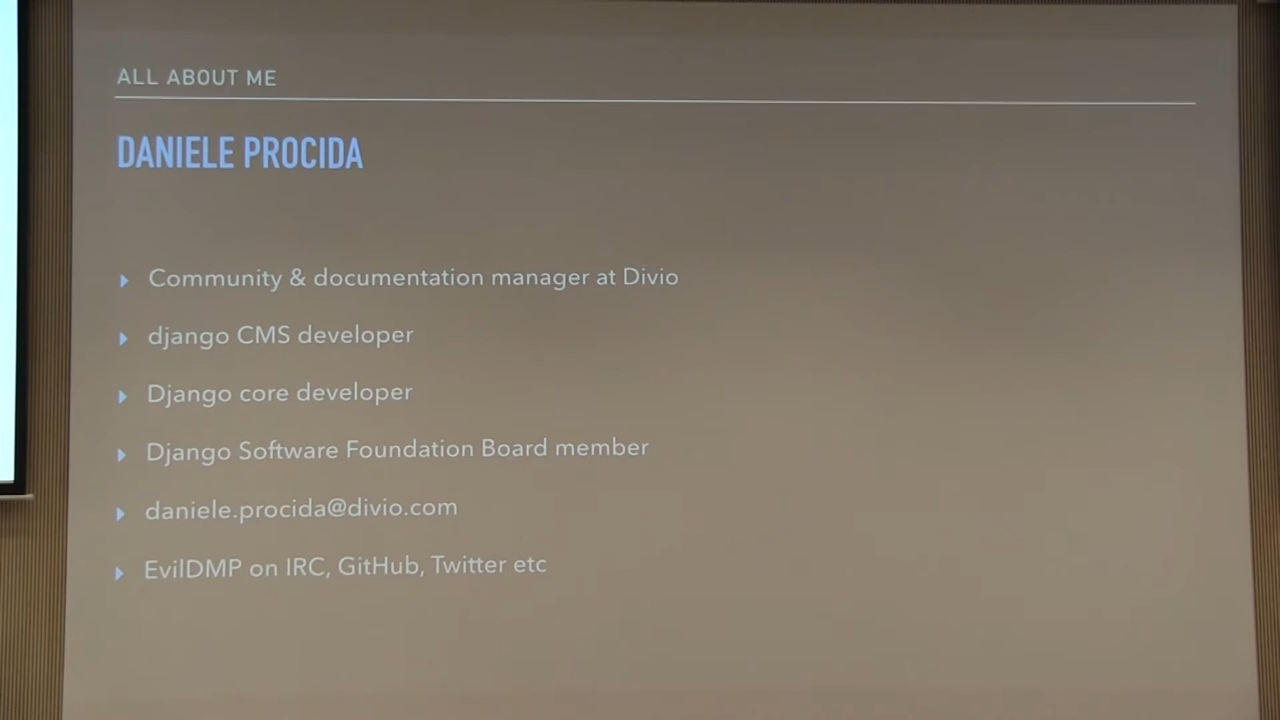 ALL ABOUT ME
DANIELE PROCIDA
Community & documentation manager at Divio
django CMS developer
Django core developer
Django Software Foundation Board member
daniele.procida@divio.com
EvilDMP on IRC, GitHub, Twitter etc